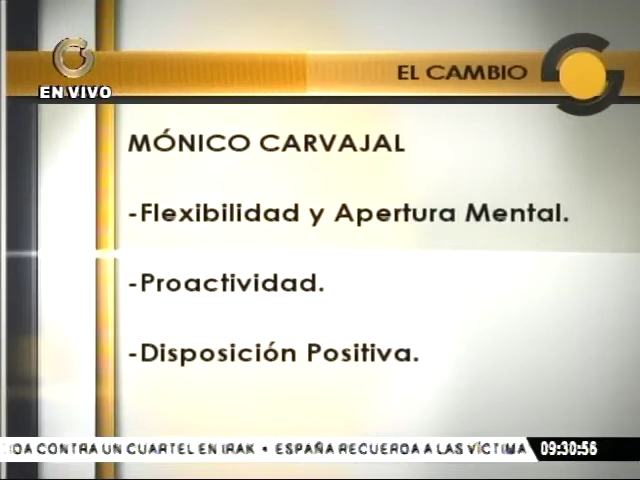 EL CAMBIO
EN VIVO
MÓNICO CARVAJAL
-Flexibilidad y Apertura Mental.
-Proactividad.
-Disposición Positiva.
CONTRA UN CUARTEL EN IRAK • ESPAÑA RECUERDA A LAS VÍCTIMA
09:30:56